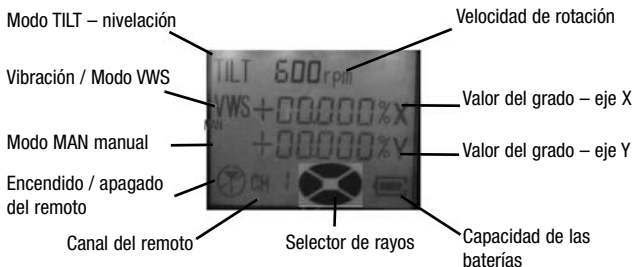 Modo TILT – nivelación
Velocidad de rotación
TILT 600 rpm
Vibración / Modo VWS
VWS +00.000%X
Valor del grado – eje X
MAN
Modo MAN manual
+00.000%Y
Valor del grado – eje Y
Encendido / apagado
del remoto
CH 1
Canal del remoto
Selector de rayos
Capacidad de las
baterías